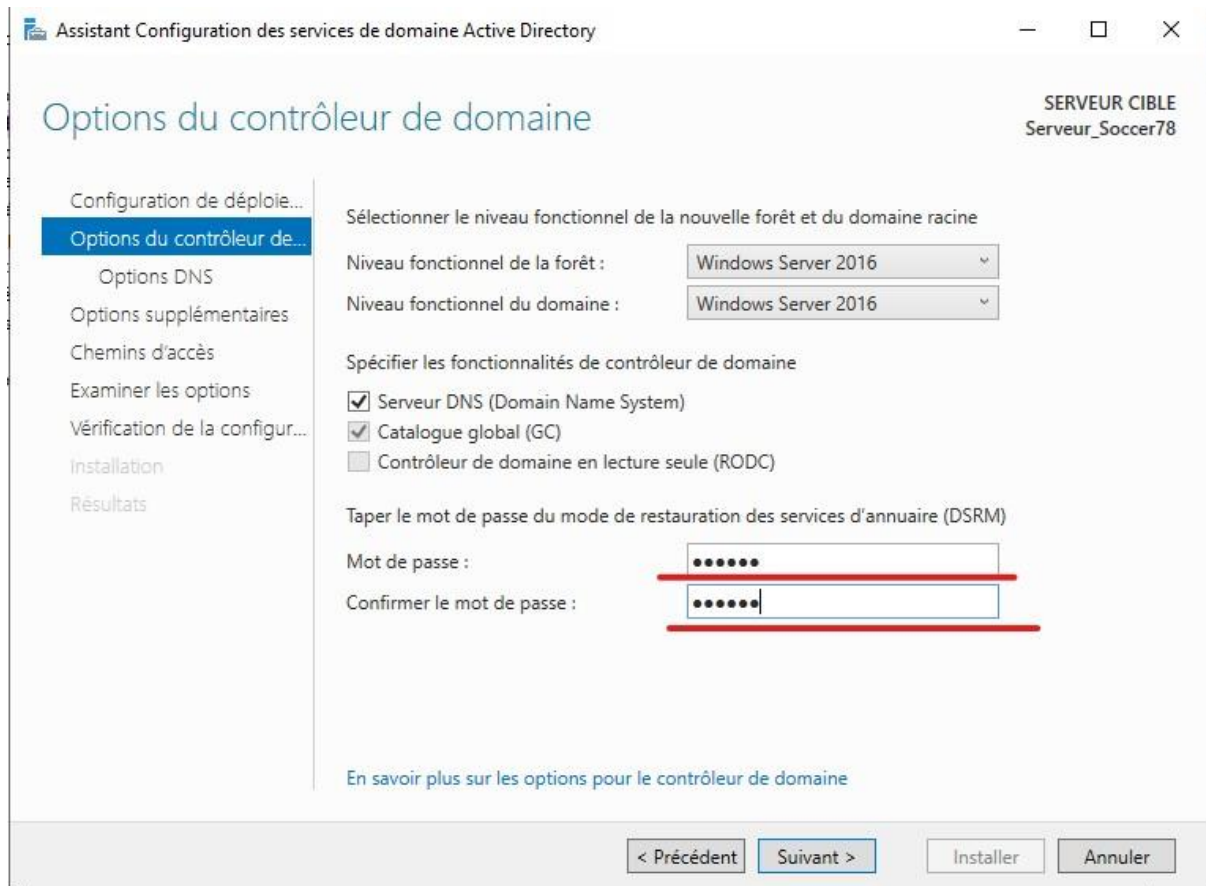 Assistant Configuration des services de domaine Active Directory
Options du contrôleur de domaine
SERVEUR CIBLE
Serveur_Soccer78
Configuration de déploie...
Options du contrôleur de...
Options DNS
Options supplémentaires
Chemins d'accès
Examiner les options
Vérification de la configur...
Installation
Résultats
Sélectionner le niveau fonctionnel de la nouvelle forêt et du domaine racine
Niveau fonctionnel de la forêt : Windows Server 2016
Niveau fonctionnel du domaine : Windows Server 2016
Spécifier les fonctionnalités de contrôleur de domaine
Serveur DNS (Domain Name System)
Catalogue global (GC)
Contrôleur de domaine en lecture seule (RODC)
Taper le mot de passe du mode de restauration des services d'annuaire (DSRM)
Mot de passe : ••••••
Confirmer le mot de passe : ••••••
En savoir plus sur les options pour le contrôleur de domaine
< Précédent Suivant > Installer Annuler